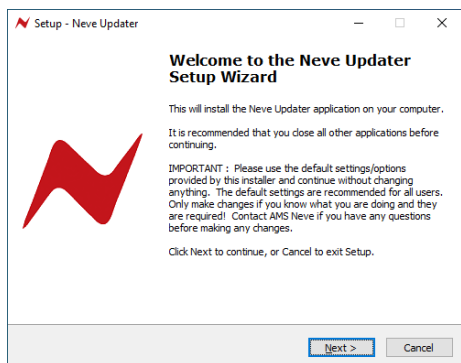 Setup - Neve Updater
Welcome to the Neve Updater
Setup Wizard
This will install the Neve Updater application on your computer.
It is recommended that you close all other applications before
continuing.
IMPORTANT : Please use the default settings/options
provided by this installer and continue without changing
anything. The default settings are recommended for all users.
Only make changes if you know what you are doing and they
are required! Contact AMS Neve if you have any questions
before making any changes.
Click Next to continue, or Cancel to exit Setup.
Next >
Cancel